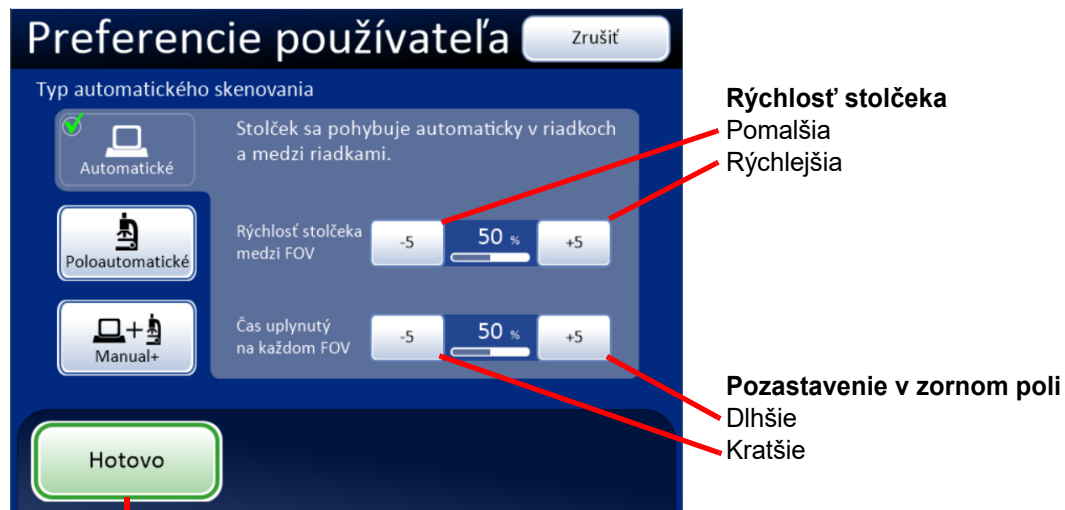 Preferencie používateľa
Zrušiť
Typ automatického skenovania
Automatické
Stolček sa pohybuje automaticky v riadkoch
a medzi riadkami.
Poloautomatické
Rýchlosť stolčeka
medzi FOV
-5
50 %
+5
Manual+
Čas uplynutý
na každom FOV
-5
50 %
+5
Hotovo
Rýchlosť stolčeka
Pomalšia
Rýchlejšia
Pozastavenie v zornom poli
Dlhšie
Kratšie